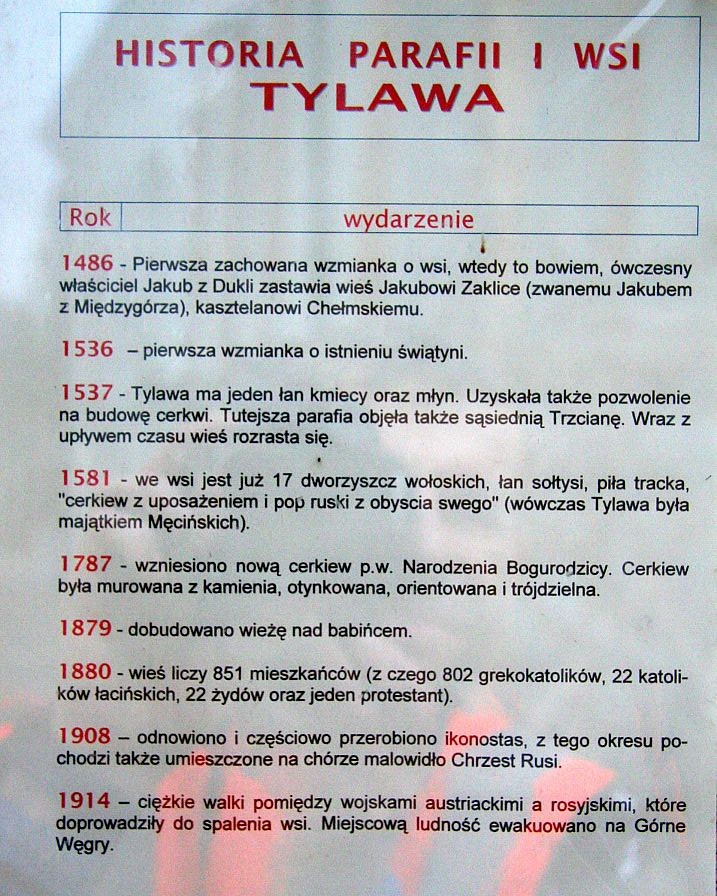 HISTORIA PARAFII I WSI
TYLAWA
Rok wydarzenie
1486 - Pierwsza zachowana wzmianka o wsi, wtedy to bowiem, ówczesny
właściciel Jakub z Dukli zastawia wieś Jakubowi Zaklice (zwanemu Jakubem
z Międzygórza), kasztelanowi Chełmskiemu.
1536 – pierwsza wzmianka o istnieniu świątyni.
1537 - Tylawa ma jeden łan kmiecy oraz młyn. Uzyskała także pozwolenie
na budowę cerkwi. Tutejsza parafia objęła także sąsiednią Trzcianę. Wraz z
upływem czasu wieś rozrasta się.
1581 - we wsi jest już 17 dworzyszcz wołoskich, łan sołtysi, piła tracka,
"cerkiew z uposażeniem i pop ruski z obyscia swego" (wówczas Tylawa była
majątkiem Męcińskich).
1787 - wzniesiono nową cerkiew p.w. Narodzenia Bogurodzicy. Cerkiew
była murowana z kamienia, otynkowana, orientowana i trójdzielna.
1879 - dobudowano wieżę nad babińcem.
1880 - wieś liczy 851 mieszkańców (z czego 802 grekokatolików, 22 katoli-
ków łacińskich, 22 żydów oraz jeden protestant).
1908 – odnowiono i częściowo przerobiono ikonostas, z tego okresu po-
chodzi także umieszczone na chórze malowidło Chrzest Rusi.
1914 – ciężkie walki pomiędzy wojskami austriackimi a rosyjskimi, które
doprowadziły do spalenia wsi. Miejscową ludność ewakuowano na Górne
Węgry.